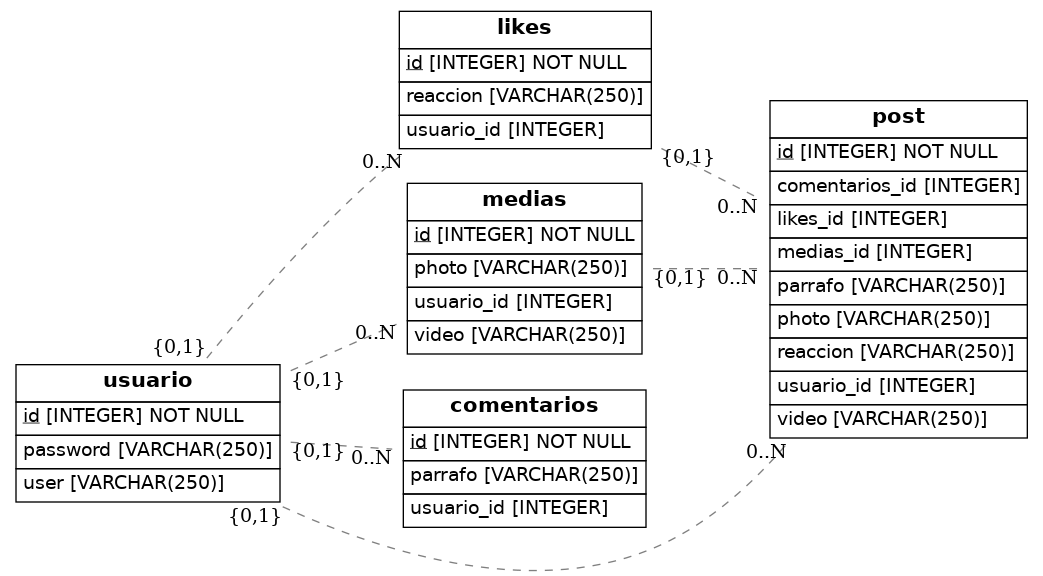 likes
id [INTEGER] NOT NULL
reaccion [VARCHAR(250)]
usuario_id [INTEGER]
medias
id [INTEGER] NOT NULL
photo [VARCHAR(250)]
usuario_id [INTEGER]
video [VARCHAR(250)]
comentarios
id [INTEGER] NOT NULL
parrafo [VARCHAR(250)]
usuario_id [INTEGER]
usuario
id [INTEGER] NOT NULL
password [VARCHAR(250)]
user [VARCHAR(250)]
post
id [INTEGER] NOT NULL
comentarios_id [INTEGER]
likes_id [INTEGER]
medias_id [INTEGER]
parrafo [VARCHAR(250)]
photo [VARCHAR(250)]
reaccion [VARCHAR(250)]
usuario_id [INTEGER]
video [VARCHAR(250)]
0..N
{0,1}
0..N
{0,1}
0..N
{0,1}
0..N
{0,1}
{0,1}
0..N
{0,1}
0..N